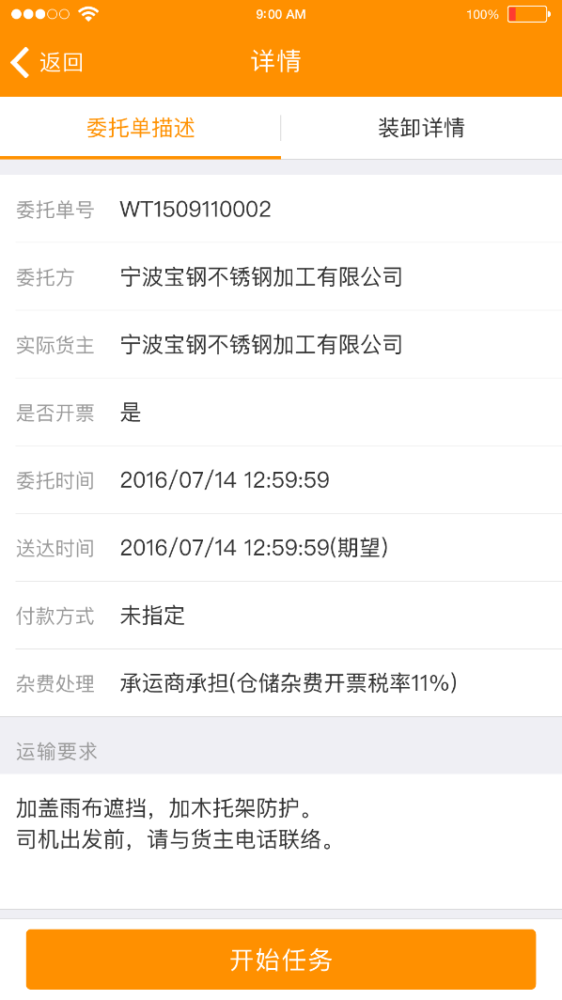 9:00 AM 100%
返回 详情
委托单描述 装卸详情
委托单号 WT1509110002
委托方 宁波宝钢不锈钢加工有限公司
实际货主 宁波宝钢不锈钢加工有限公司
是否开票 是
委托时间 2016/07/14 12:59:59
送达时间 2016/07/14 12:59:59(期望)
付款方式 未指定
杂费处理 承运商承担(仓储杂费开票税率11%)
运输要求
加盖雨布遮挡，加木托架防护。
司机出发前，请与货主电话联络。
开始任务